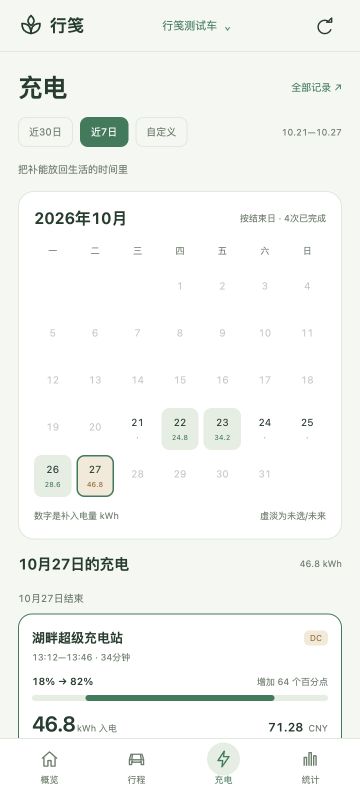 行笺
行笺测试车
充电
全部记录 ↗
近30日 近7日 自定义 10.21—10.27
把补能放回生活的时间里
2026年10月 按结束日 · 4次已完成
一 二 三 四 五 六 日
1 2 3 4
5 6 7 8 9 10 11
12 13 14 15 16 17 18
19 20 21 22 23 24 25
· 24.8 34.2 · ·
26 27 28 29 30 31
28.6 46.8
数字是补入电量 kWh 虚淡为未选/未来
10月27日的充电 46.8 kWh
10月27日结束
湖畔超级充电站 DC
13:12—13:46 · 34分钟
18% → 82% 增加 64 个百分点
46.8 kWh 入电 71.28 CNY
概览 行程 充电 统计